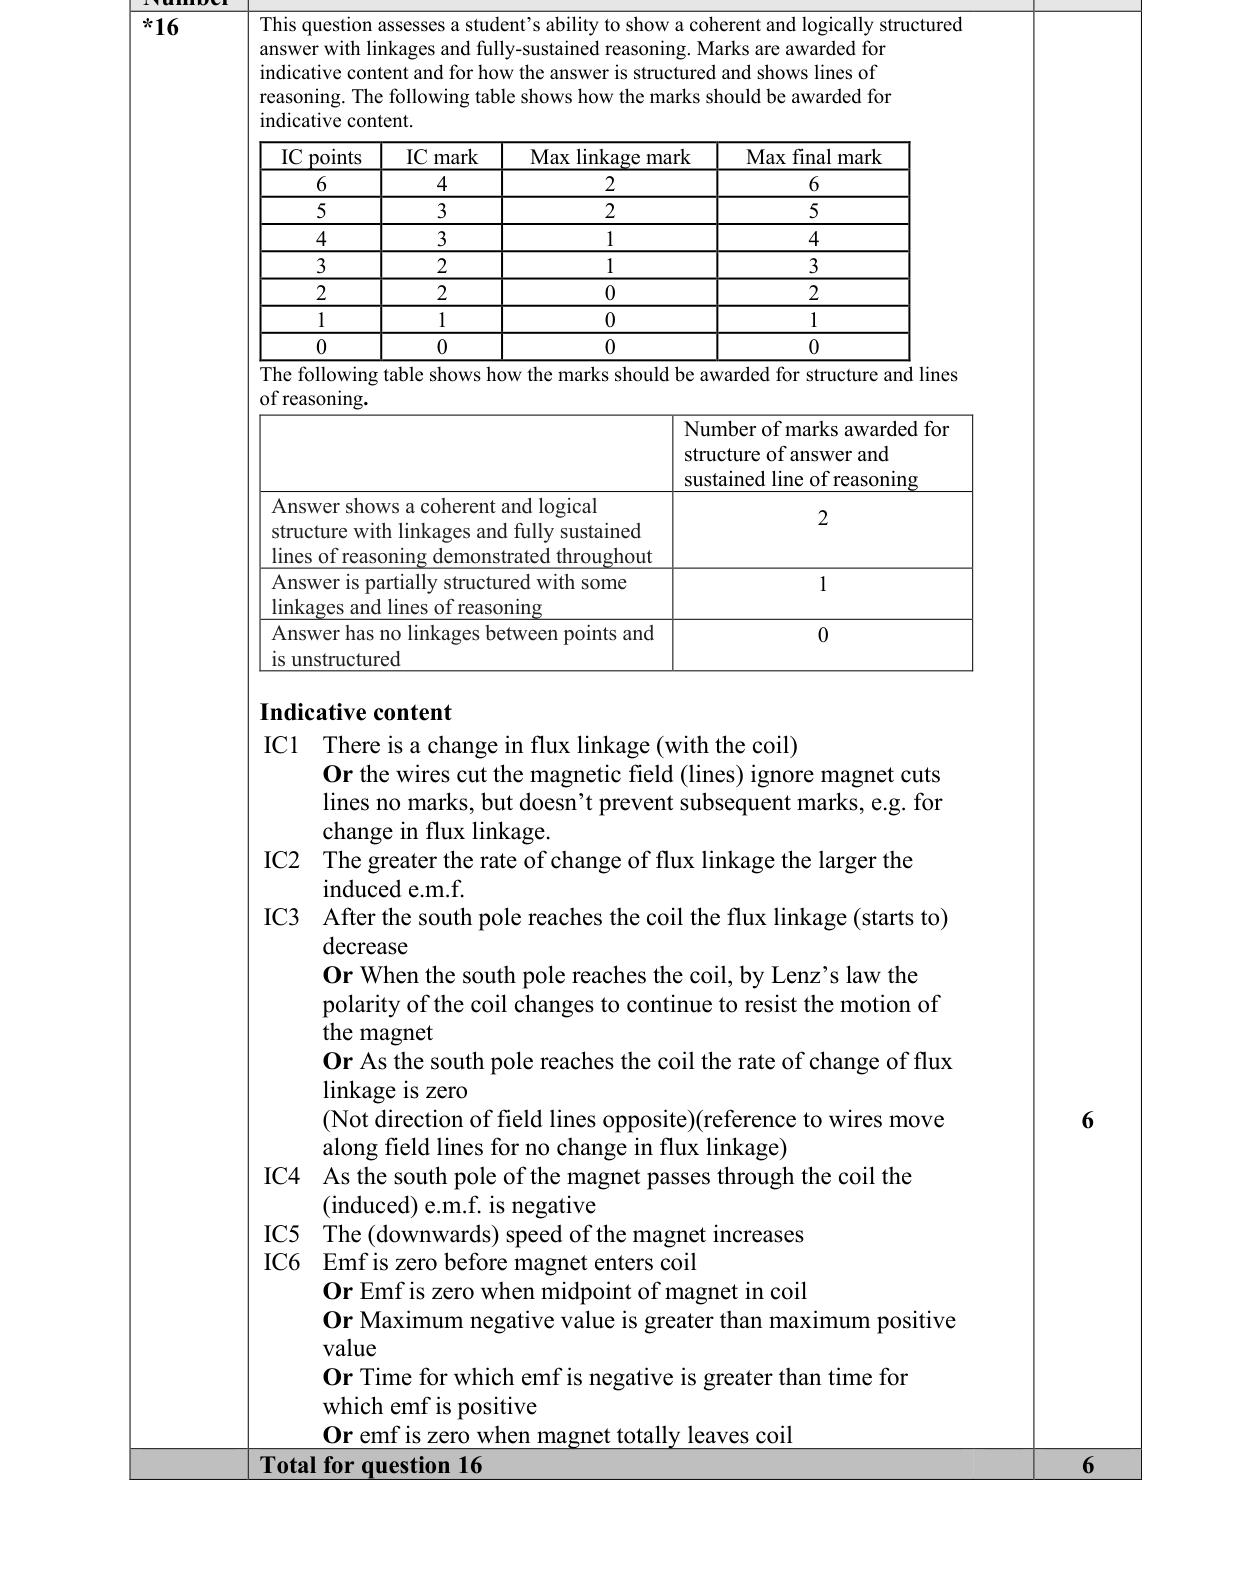 Number
*16
This question assesses a student's ability to show a coherent and logically structured
answer with linkages and fully-sustained reasoning. Marks are awarded for
indicative content and for how the answer is structured and shows lines of
reasoning. The following table shows how the marks should be awarded for
indicative content.
IC points IC mark Max linkage mark Max final mark
6 4 2 6
5 3 2 5
4 3 1 4
3 2 1 3
2 2 0 2
1 1 0 1
0 0 0 0
The following table shows how the marks should be awarded for structure and lines
of reasoning.
Number of marks awarded for
structure of answer and
sustained line of reasoning
Answer shows a coherent and logical
structure with linkages and fully sustained
lines of reasoning demonstrated throughout
2
Answer is partially structured with some
linkages and lines of reasoning
1
Answer has no linkages between points and
is unstructured
0
Indicative content
IC1 There is a change in flux linkage (with the coil)
Or the wires cut the magnetic field (lines) ignore magnet cuts
lines no marks, but doesn't prevent subsequent marks, e.g. for
change in flux linkage.
IC2 The greater the rate of change of flux linkage the larger the
induced e.m.f.
IC3 After the south pole reaches the coil the flux linkage (starts to)
decrease
Or When the south pole reaches the coil, by Lenz's law the
polarity of the coil changes to continue to resist the motion of
the magnet
Or As the south pole reaches the coil the rate of change of flux
linkage is zero
(Not direction of field lines opposite)(reference to wires move
along field lines for no change in flux linkage)
6
IC4 As the south pole of the magnet passes through the coil the
(induced) e.m.f. is negative
IC5 The (downwards) speed of the magnet increases
IC6 Emf is zero before magnet enters coil
Or Emf is zero when midpoint of magnet in coil
Or Maximum negative value is greater than maximum positive
value
Or Time for which emf is negative is greater than time for
which emf is positive
Or emf is zero when magnet totally leaves coil
Total for question 16 6